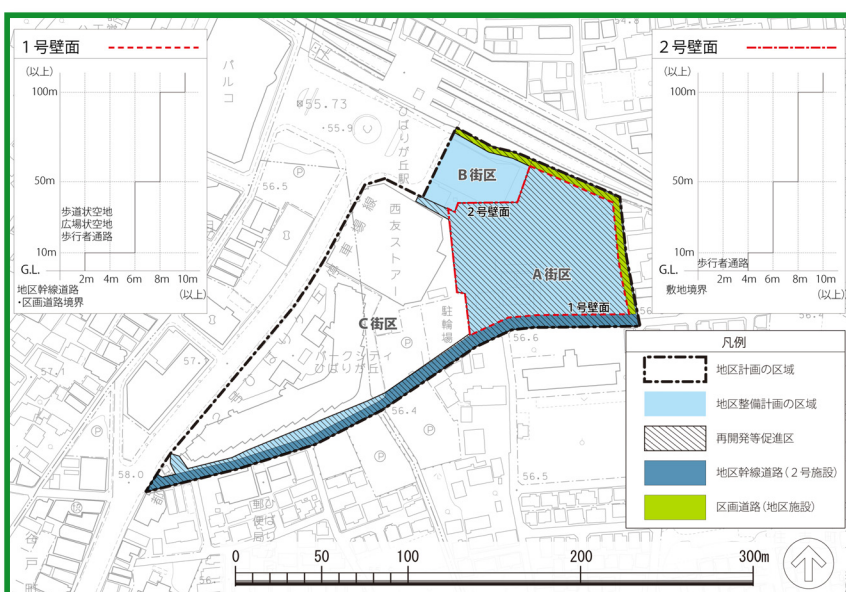 1号壁面
(以上)
100m
50m
歩道状空地
広場状空地
歩行者通路
10m
G.L.
2m 4m 6m 8m 10m
地区幹線道路
・区画道路境界
(以上)
2号壁面
(以上)
100m
50m
10m
歩行者通路
G.L.
2m 4m 6m 8m 10m
敷地境界
(以上)
パルコ
55.73
55.9
ひばりが丘駅
54.8
56.5
B街区
2号壁面
西友ストアー
A街区
C街区
1号壁面
駐輪場
パークシティ
ひばりが丘
56.6
57.1
56.4
56.5
58.0
凡例
地区計画の区域
地区整備計画の区域
再開発等促進区
地区幹線道路(2号施設)
区画道路(地区施設)
0 50 100 200 300m